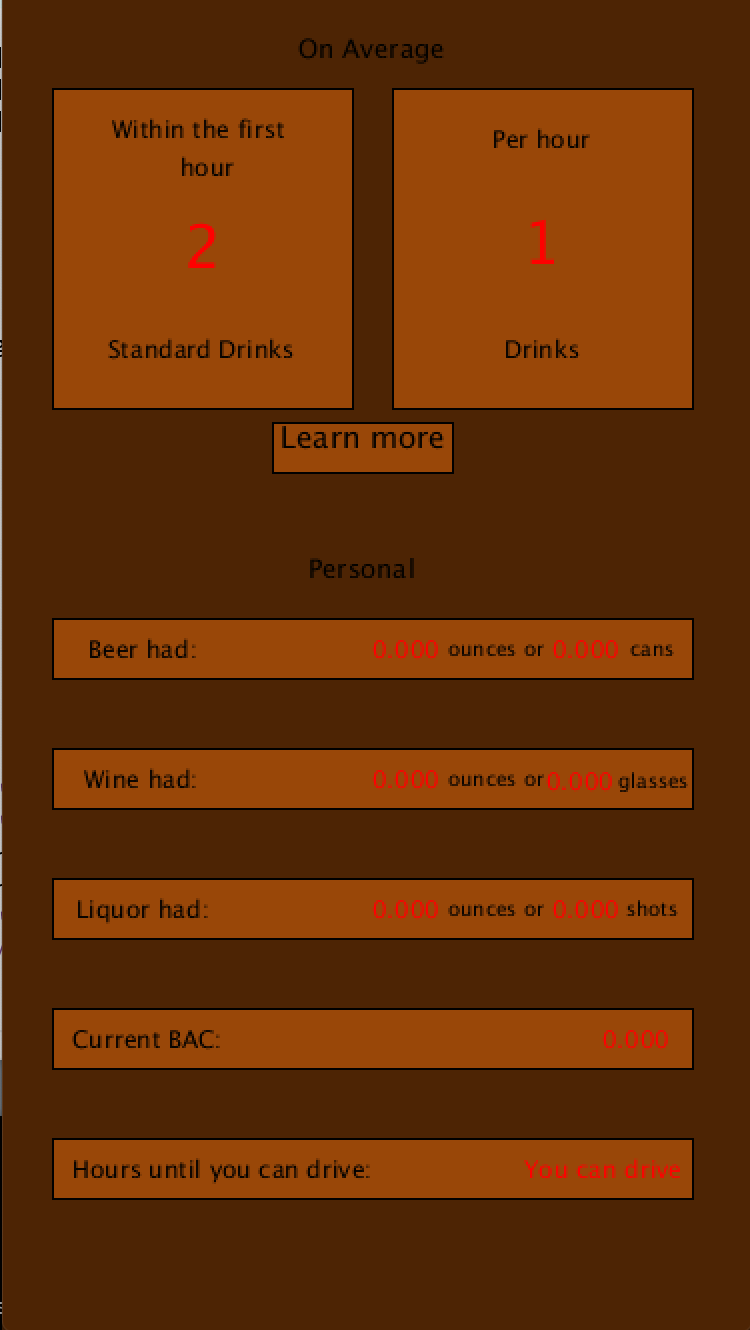 On Average
Within the first
hour
2
Standard Drinks
Per hour
1
Drinks
Learn more
Personal
Beer had: 0.000 ounces or 0.000 cans
Wine had: 0.000 ounces or 0.000 glasses
Liquor had: 0.000 ounces or 0.000 shots
Current BAC: 0.000
Hours until you can drive: You can drive